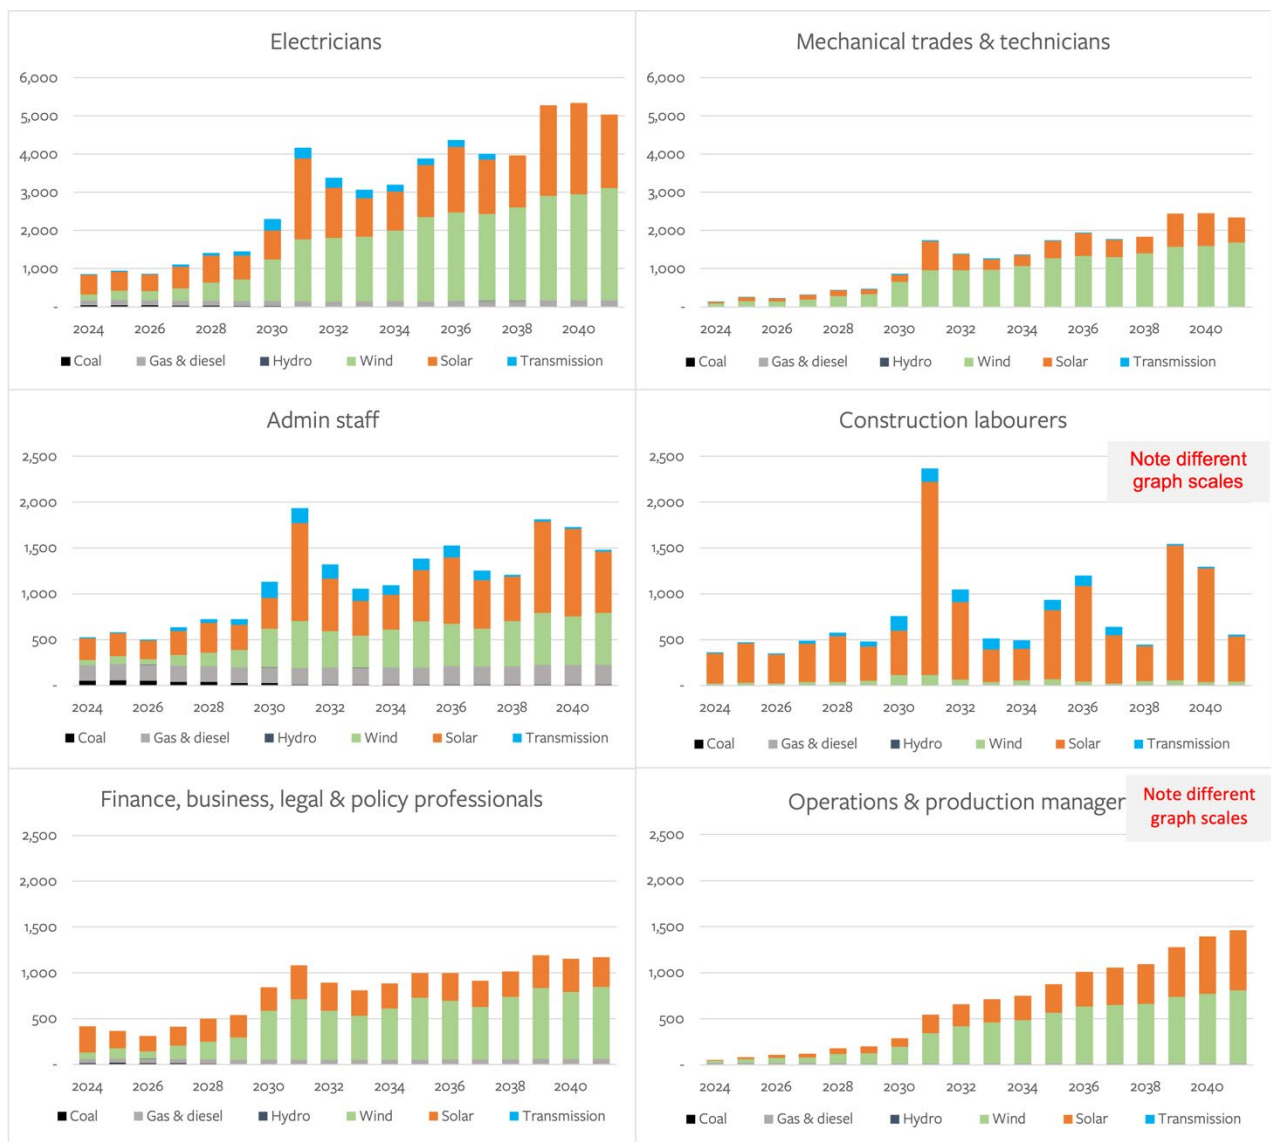 Electricians
6,000
5,000
4,000
3,000
2,000
1,000
-
2024 2026 2028 2030 2032 2034 2036 2038 2040
Coal Gas & diesel Hydro Wind Solar Transmission
Mechanical trades & technicians
6,000
5,000
4,000
3,000
2,000
1,000
-
2024 2026 2028 2030 2032 2034 2036 2038 2040
Coal Gas & diesel Hydro Wind Solar Transmission
Admin staff
2,500
2,000
1,500
1,000
500
-
2024 2026 2028 2030 2032 2034 2036 2038 2040
Coal Gas & diesel Hydro Wind Solar Transmission
Construction labourers
Note different
graph scales
2,500
2,000
1,500
1,000
500
-
2024 2026 2028 2030 2032 2034 2036 2038 2040
Coal Gas & diesel Hydro Wind Solar Transmission
Finance, business, legal & policy professionals
2,500
2,000
1,500
1,000
500
-
2024 2026 2028 2030 2032 2034 2036 2038 2040
Coal Gas & diesel Hydro Wind Solar Transmission
Operations & production manager
Note different
graph scales
2,500
2,000
1,500
1,000
500
-
2024 2026 2028 2030 2032 2034 2036 2038 2040
Coal Gas & diesel Hydro Wind Solar Transmission